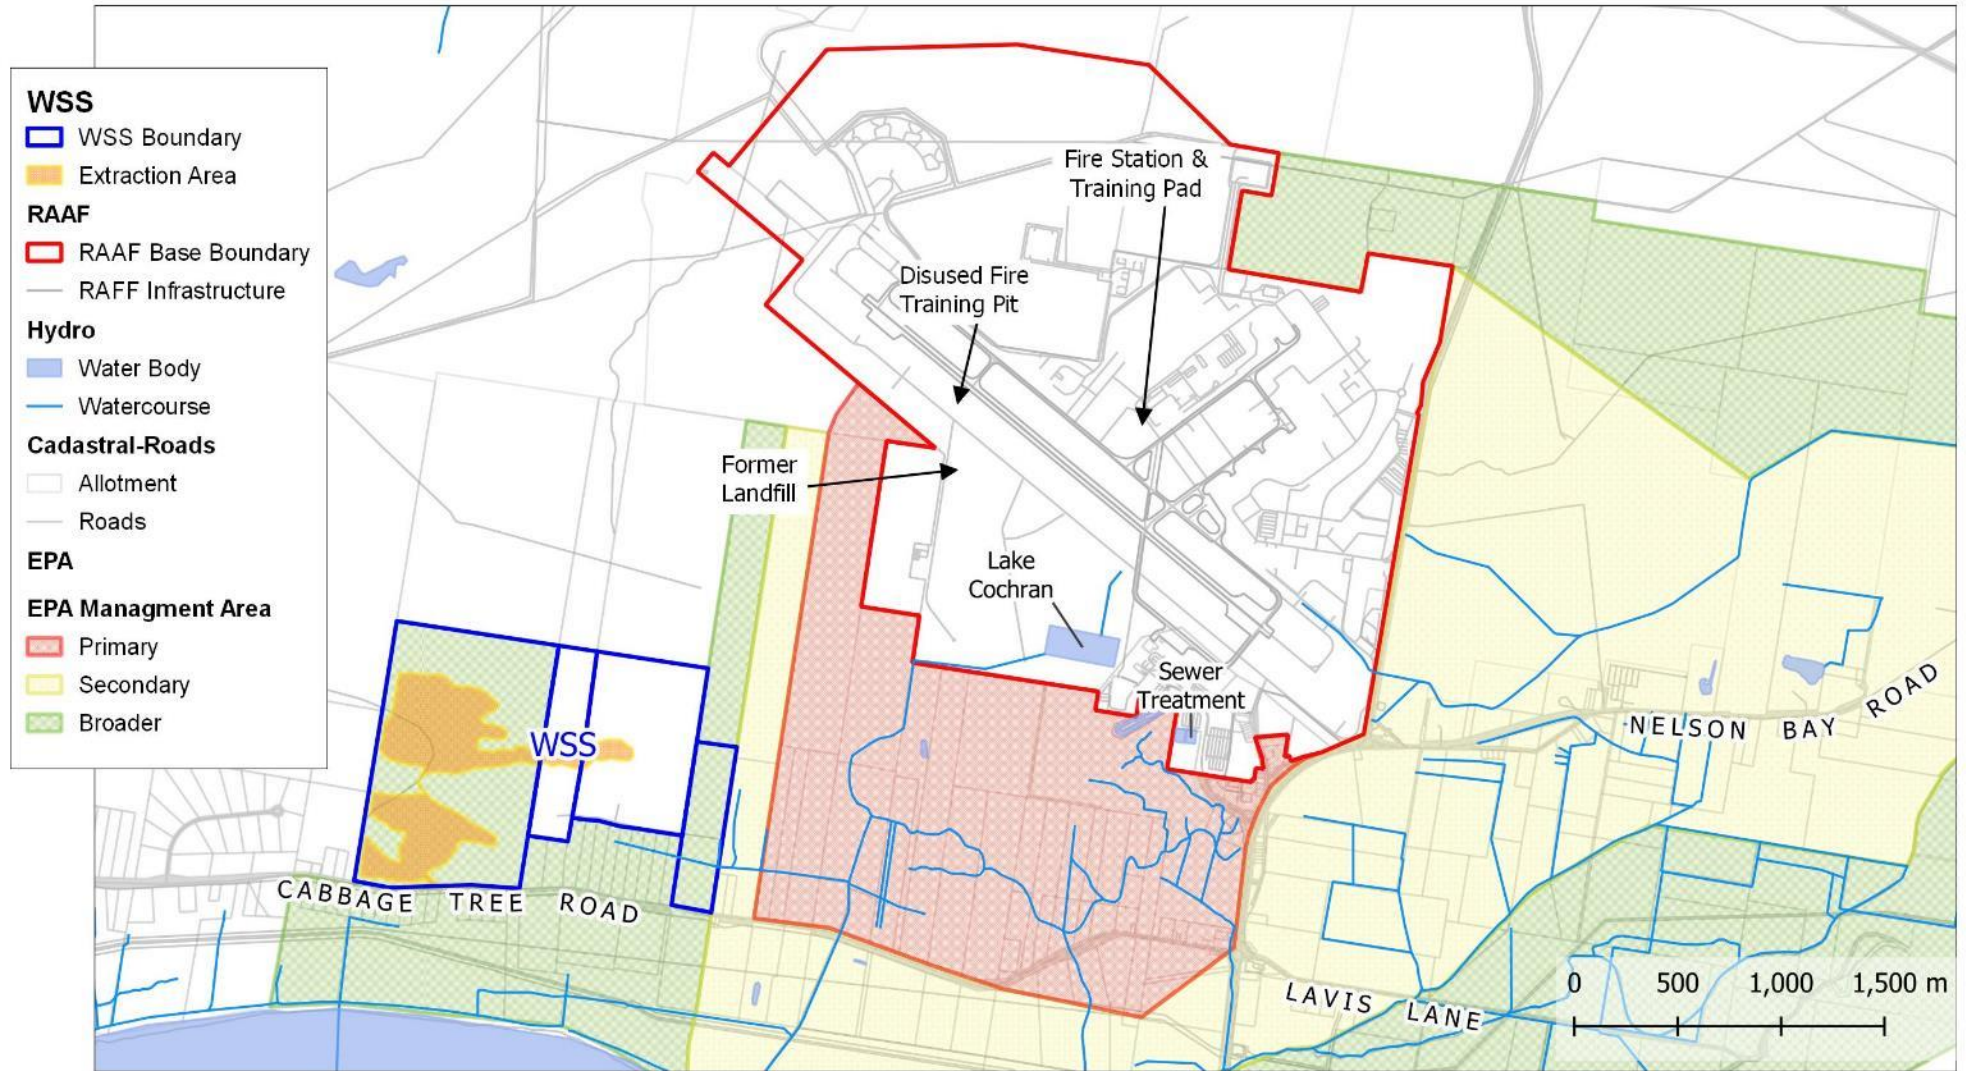 WSS
WSS Boundary
Extraction Area
RAAF
RAAF Base Boundary
RAFF Infrastructure
Hydro
Water Body
Watercourse
Cadastral-Roads
Allotment
Roads
EPA
EPA Managment Area
Primary
Secondary
Broader
Fire Station &
Training Pad
Disused Fire
Training Pit
Former
Landfill
Lake
Cochran
Sewer
Treatment
WSS
NELSON BAY ROAD
CABBAGE TREE ROAD
LAVIS LANE
0 500 1,000 1,500 m